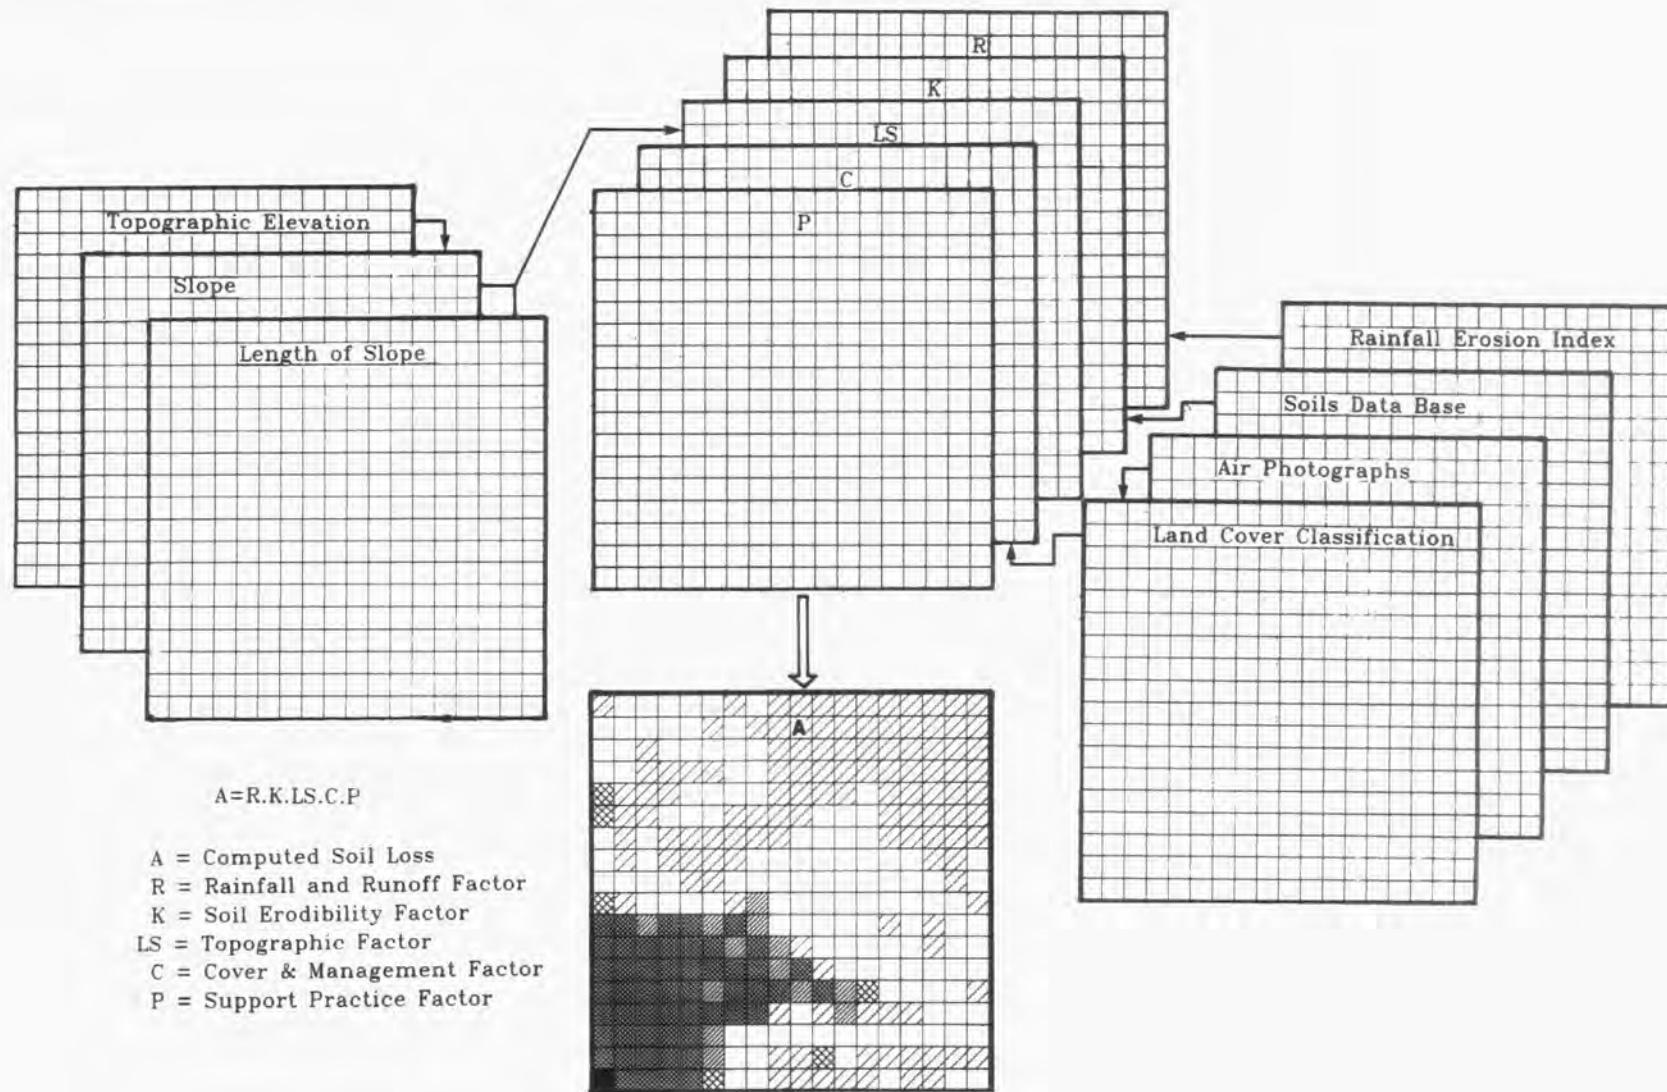 R
K
LS
C
P
Topographic Elevation
Slope
Length of Slope
Rainfall Erosion Index
Soils Data Base
Air Photographs
Land Cover Classification
A
A=R.K.LS.C.P
A = Computed Soil Loss
R = Rainfall and Runoff Factor
K = Soil Erodibility Factor
LS = Topographic Factor
C = Cover & Management Factor
P = Support Practice Factor